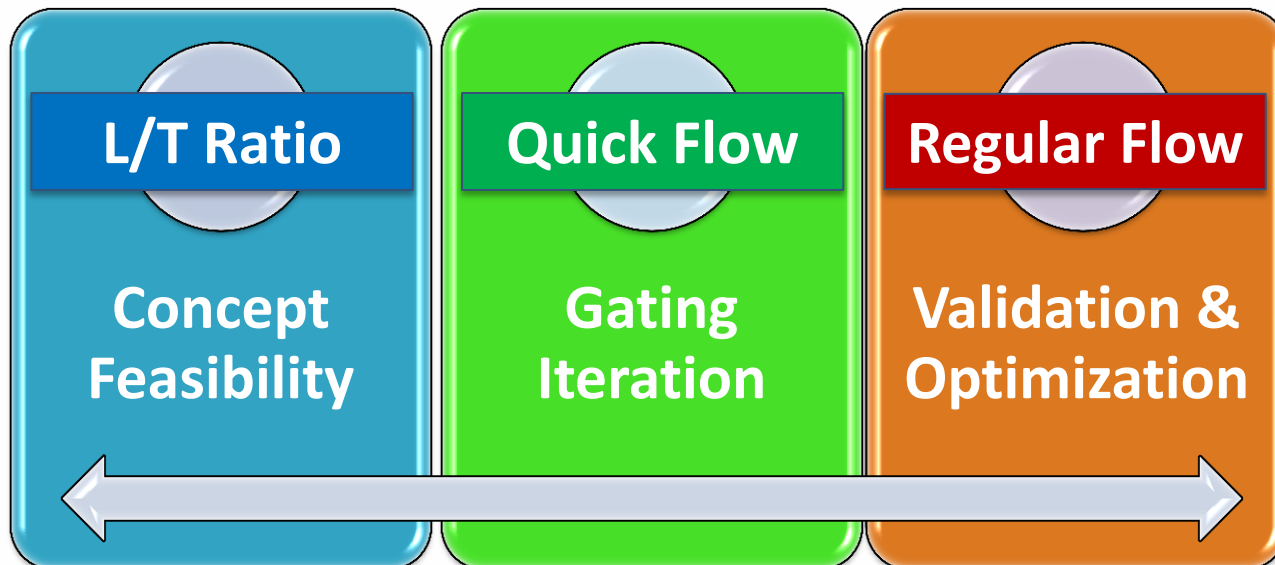 L/T Ratio
Concept
Feasibility
Quick Flow
Gating
Iteration
Regular Flow
Validation &
Optimization